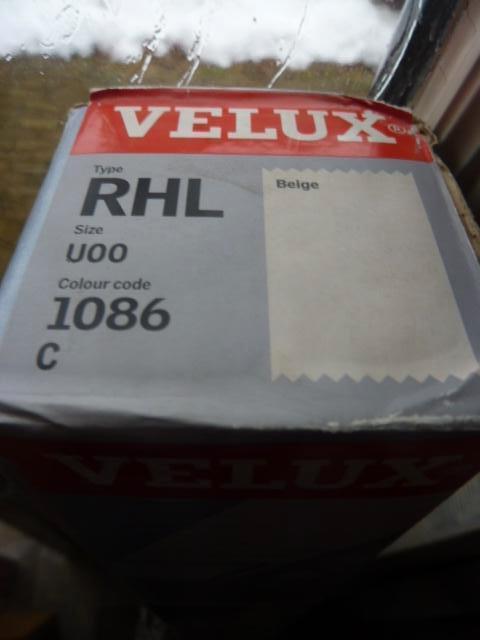 VELUX®
Type
RHL
Beige
Size
U00
Colour code
1086
C
VELUX